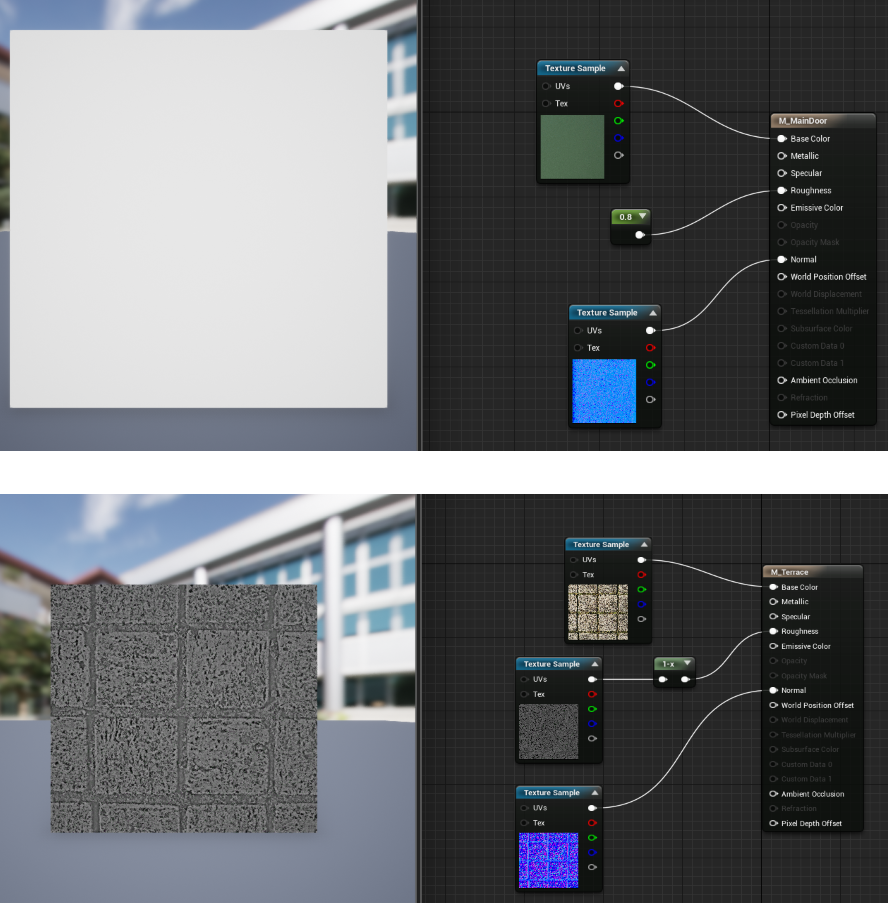 Texture Sample
UVs
Tex
0.8
Texture Sample
UVs
Tex
M_MainDoor
Base Color
Metallic
Specular
Roughness
Emissive Color
Opacity
Opacity Mask
Normal
World Position Offset
World Displacement
Tessellation Multiplier
Subsurface Color
Custom Data 0
Custom Data 1
Ambient Occlusion
Refraction
Pixel Depth Offset
Texture Sample
UVs
Tex
Texture Sample
UVs
Tex
1-x
Texture Sample
UVs
Tex
M_Terrace
Base Color
Metallic
Specular
Roughness
Emissive Color
Opacity
Opacity Mask
Normal
World Position Offset
World Displacement
Tessellation Multiplier
Subsurface Color
Custom Data 0
Custom Data 1
Ambient Occlusion
Refraction
Pixel Depth Offset